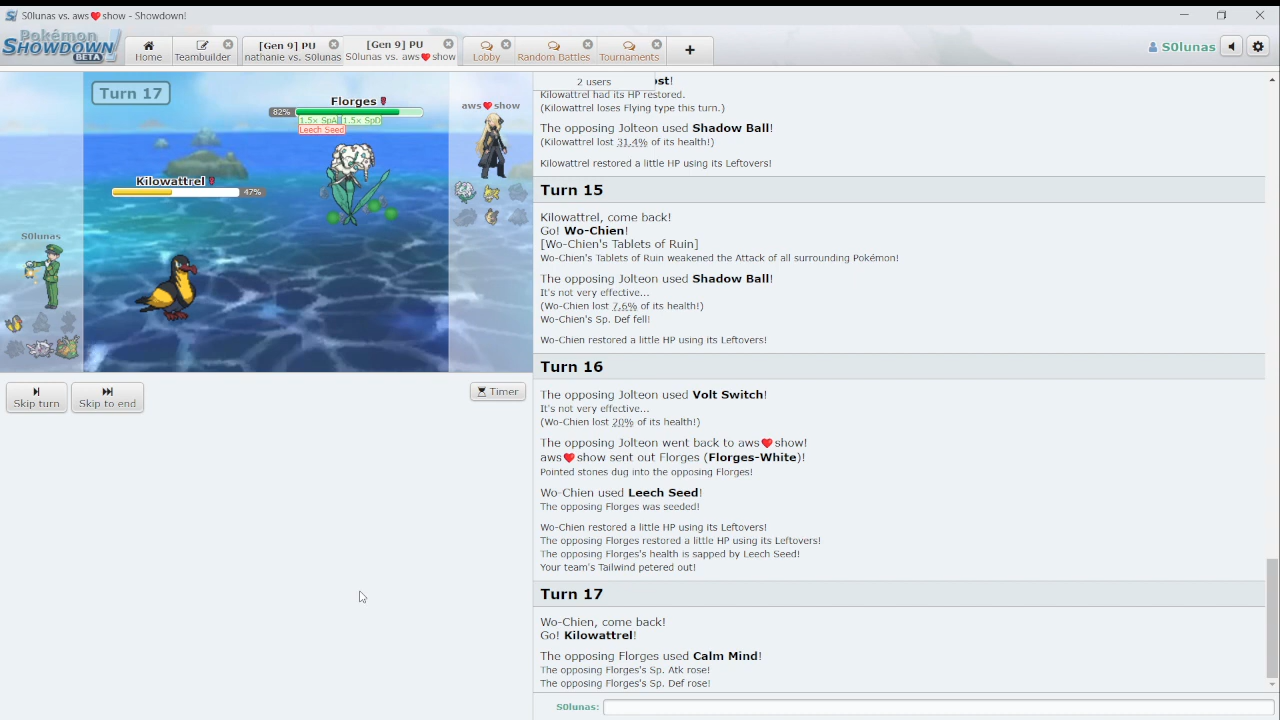 S0lunas vs. aws❤show - Showdown!
Pokémon
SHOWDOWN!
BETA
Home
Teambuilder
[Gen 9] PU
nathanie vs. S0lunas
[Gen 9] PU
S0lunas vs. aws❤show
Lobby
Random Battles
Tournaments
S0lunas
Turn 17
Florges
82%
1.5x SpA 1.5x SpD
Leech Seed
Kilowattrel
47%
aws❤show
S0lunas
Skip turn
Skip to end
Timer
2 users
ost!
Kilowattrel had its HP restored.
(Kilowattrel loses Flying type this turn.)
The opposing Jolteon used Shadow Ball!
(Kilowattrel lost 31.4% of its health!)
Kilowattrel restored a little HP using its Leftovers!
Turn 15
Kilowattrel, come back!
Go! Wo-Chien!
[Wo-Chien's Tablets of Ruin]
Wo-Chien's Tablets of Ruin weakened the Attack of all surrounding Pokémon!
The opposing Jolteon used Shadow Ball!
It's not very effective...
(Wo-Chien lost 7.6% of its health!)
Wo-Chien's Sp. Def fell!
Wo-Chien restored a little HP using its Leftovers!
Turn 16
The opposing Jolteon used Volt Switch!
It's not very effective...
(Wo-Chien lost 20% of its health!)
The opposing Jolteon went back to aws❤show!
aws❤show sent out Florges (Florges-White)!
Pointed stones dug into the opposing Florges!
Wo-Chien used Leech Seed!
The opposing Florges was seeded!
Wo-Chien restored a little HP using its Leftovers!
The opposing Florges restored a little HP using its Leftovers!
The opposing Florges's health is sapped by Leech Seed!
Your team's Tailwind petered out!
Turn 17
Wo-Chien, come back!
Go! Kilowattrel!
The opposing Florges used Calm Mind!
The opposing Florges's Sp. Atk rose!
The opposing Florges's Sp. Def rose!
S0lunas: